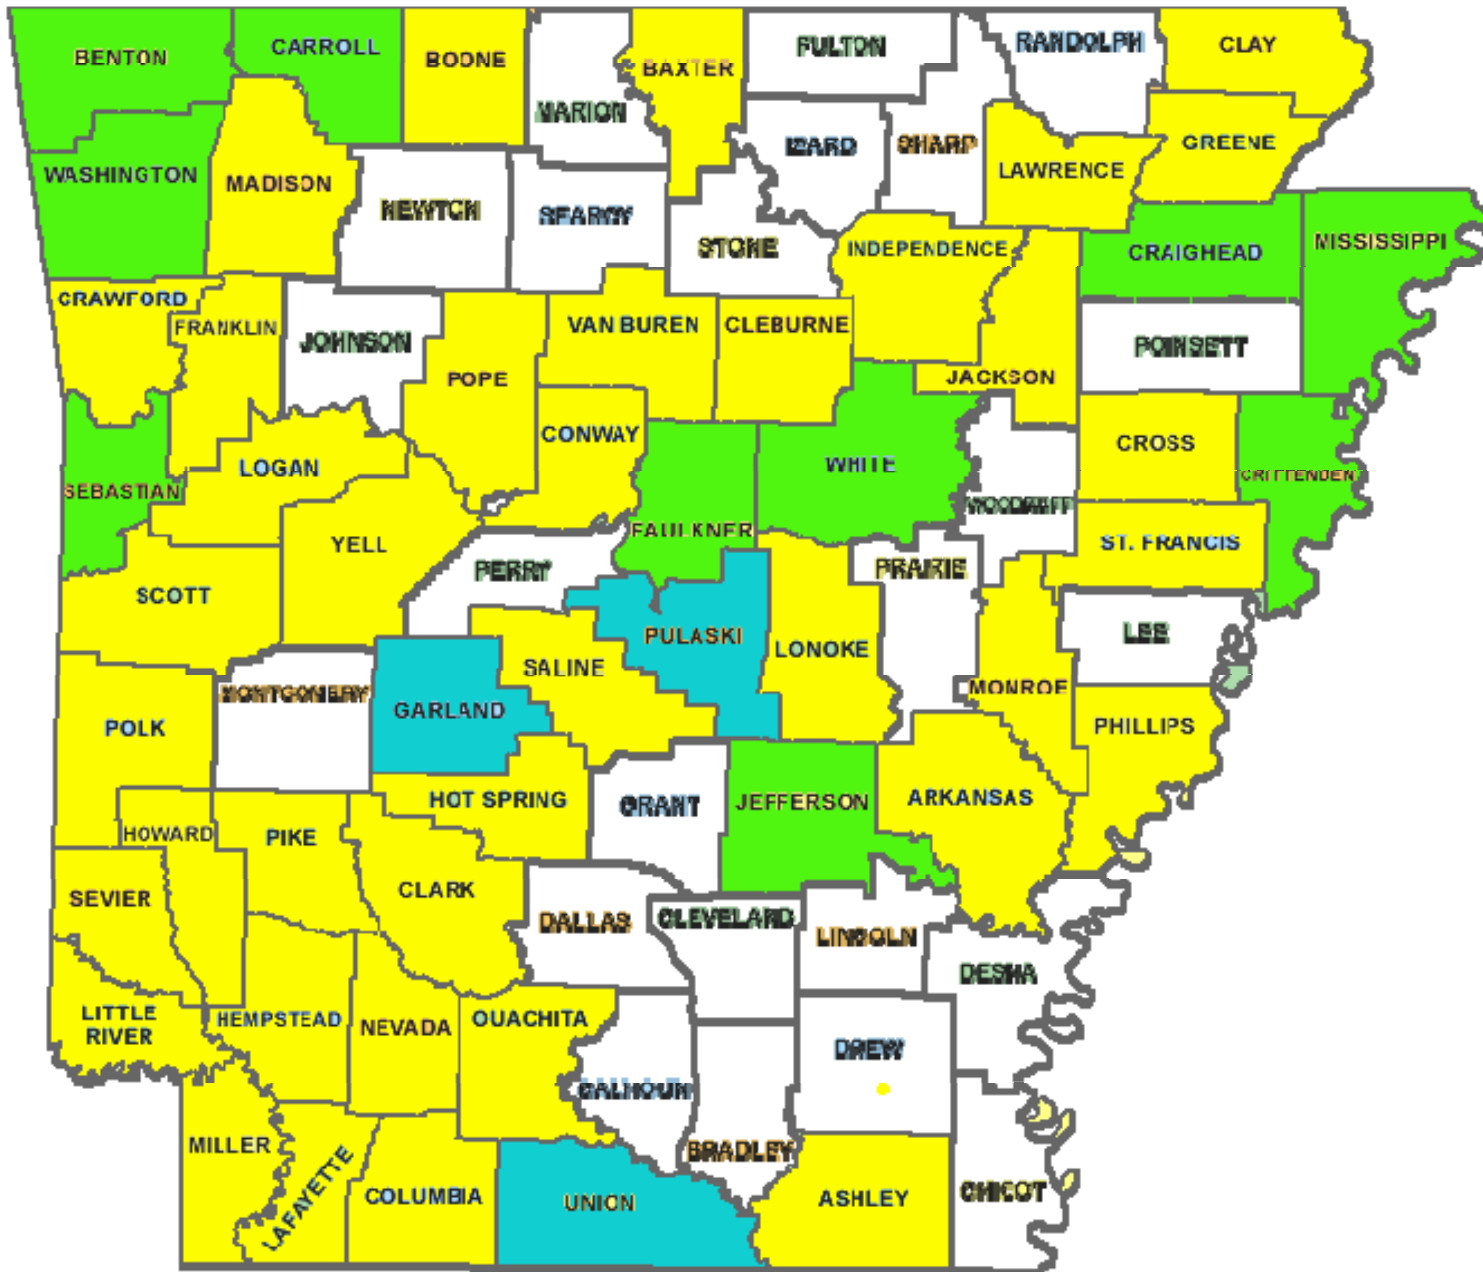 BENTON
CARROLL
BOONE
MARION
BAXTER
FULTON
RANDOLPH
CLAY
IZARD
SHARP
LAWRENCE
GREENE
WASHINGTON
MADISON
NEWTON
SEARCY
STONE
INDEPENDENCE
CRAIGHEAD
MISSISSIPPI
CRAWFORD
FRANKLIN
JOHNSON
POPE
VAN BUREN
CLEBURNE
JACKSON
POINSETT
CONWAY
LOGAN
SEBASTIAN
WHITE
CROSS
CRITTENDEN
WOODRUFF
YELL
FAULKNER
ST. FRANCIS
SCOTT
PERRY
PRAIRIE
PULASKI
LONOKE
LEE
SALINE
MONTGOMERY
GARLAND
MONROE
POLK
PHILLIPS
HOT SPRING
GRANT
JEFFERSON
ARKANSAS
HOWARD
PIKE
CLARK
SEVIER
DALLAS
CLEVELAND
LINCOLN
DESHA
LITTLE
RIVER
HEMPSTEAD
NEVADA
OUACHITA
DREW
CALHOUN
MILLER
LAFAYETTE
COLUMBIA
UNION
BRADLEY
ASHLEY
CHICOT